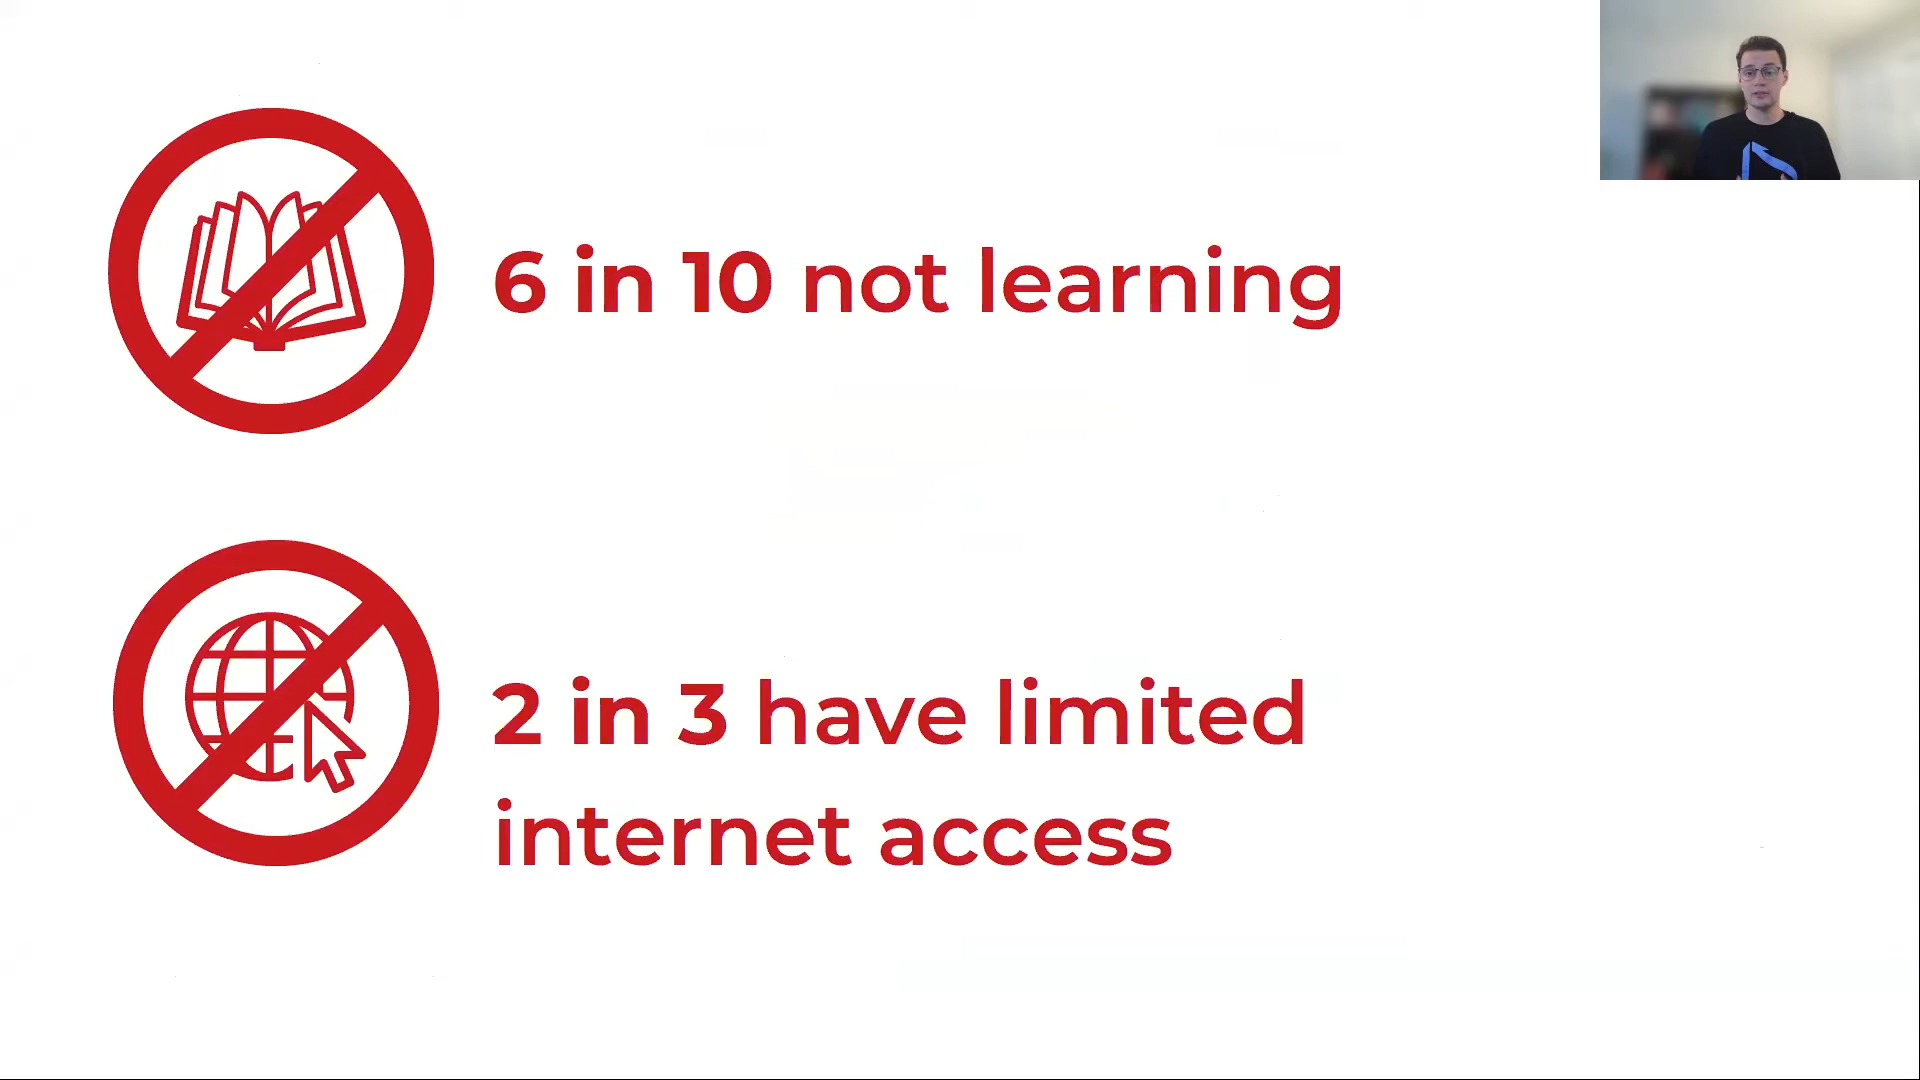 6 in 10 not learning
2 in 3 have limited
internet access